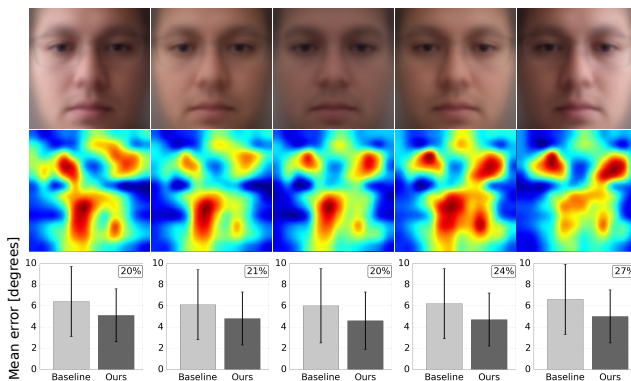 Mean error [degrees]
10 8 6 4 2 0 20% Baseline Ours
10 8 6 4 2 0 21% Baseline Ours
10 8 6 4 2 0 20% Baseline Ours
10 8 6 4 2 0 24% Baseline Ours
10 8 6 4 2 0 27% Baseline Ours